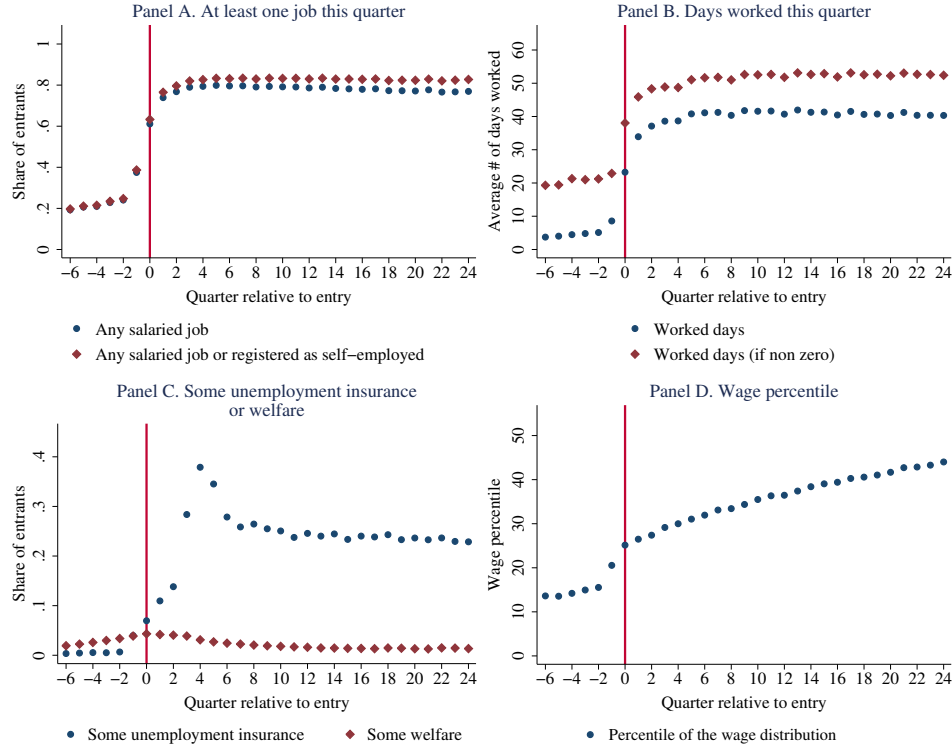 Panel A. At least one job this quarter
Share of entrants
1
.8
.6
.4
.2
0
−6 −4 −2 0 2 4 6 8 10 12 14 16 18 20 22 24
Quarter relative to entry
Any salaried job
Any salaried job or registered as self−employed
Panel B. Days worked this quarter
Average # of days worked
60
50
40
30
20
10
0
−6 −4 −2 0 2 4 6 8 10 12 14 16 18 20 22 24
Quarter relative to entry
Worked days
Worked days (if non zero)
Panel C. Some unemployment insurance
or welfare
Share of entrants
.4
.3
.2
.1
0
−6 −4 −2 0 2 4 6 8 10 12 14 16 18 20 22 24
Quarter relative to entry
Some unemployment insurance Some welfare
Panel D. Wage percentile
Wage percentile
50
40
30
20
10
0
−6 −4 −2 0 2 4 6 8 10 12 14 16 18 20 22 24
Quarter relative to entry
Percentile of the wage distribution